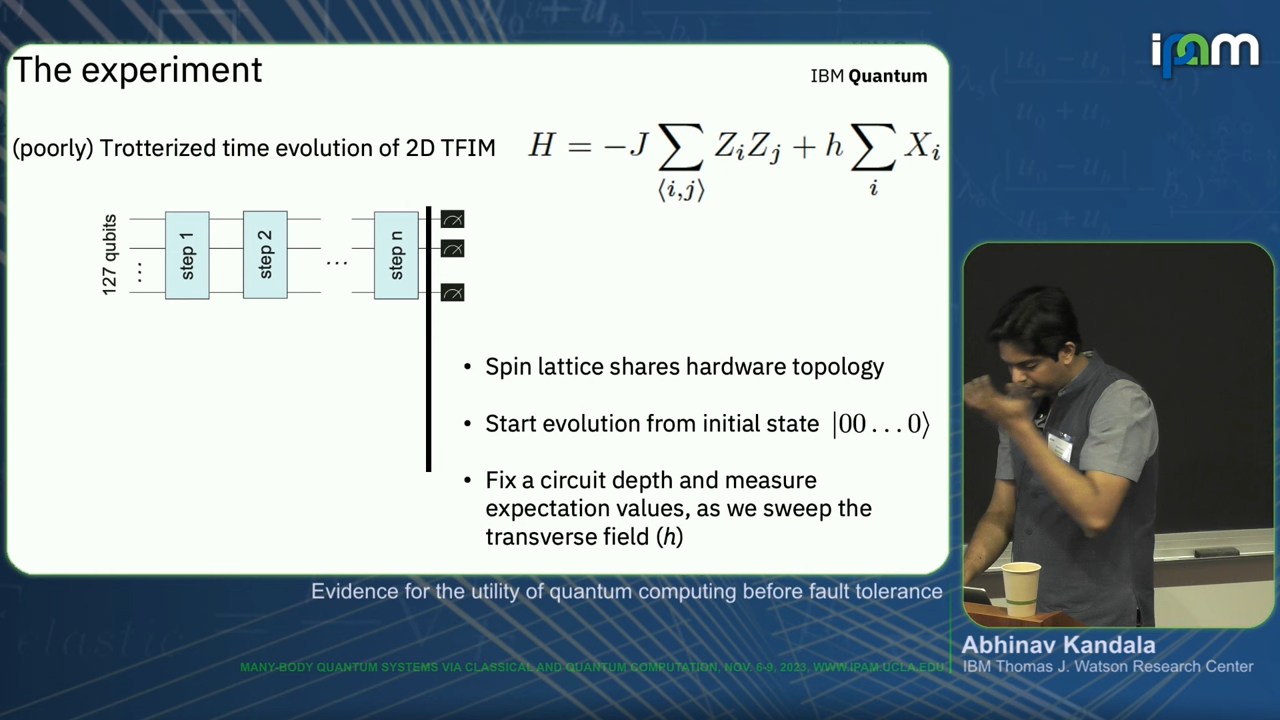 ipam
The experiment
IBM Quantum
(poorly) Trotterized time evolution of 2D TFIM
H = −J ∑⟨i,j⟩ ZᵢZⱼ + h ∑ᵢ Xᵢ
127 qubits
...
step 1
step 2
...
step n
• Spin lattice shares hardware topology
• Start evolution from initial state |00...0⟩
• Fix a circuit depth and measure
expectation values, as we sweep the
transverse field (h)
Evidence for the utility of quantum computing before fault tolerance
Abhinav Kandala
IBM Thomas J. Watson Research Center
MANY-BODY QUANTUM SYSTEMS VIA CLASSICAL AND QUANTUM COMPUTATION, NOV. 6-9, 2023, WWW.IPAM.UCLA.EDU
elastic